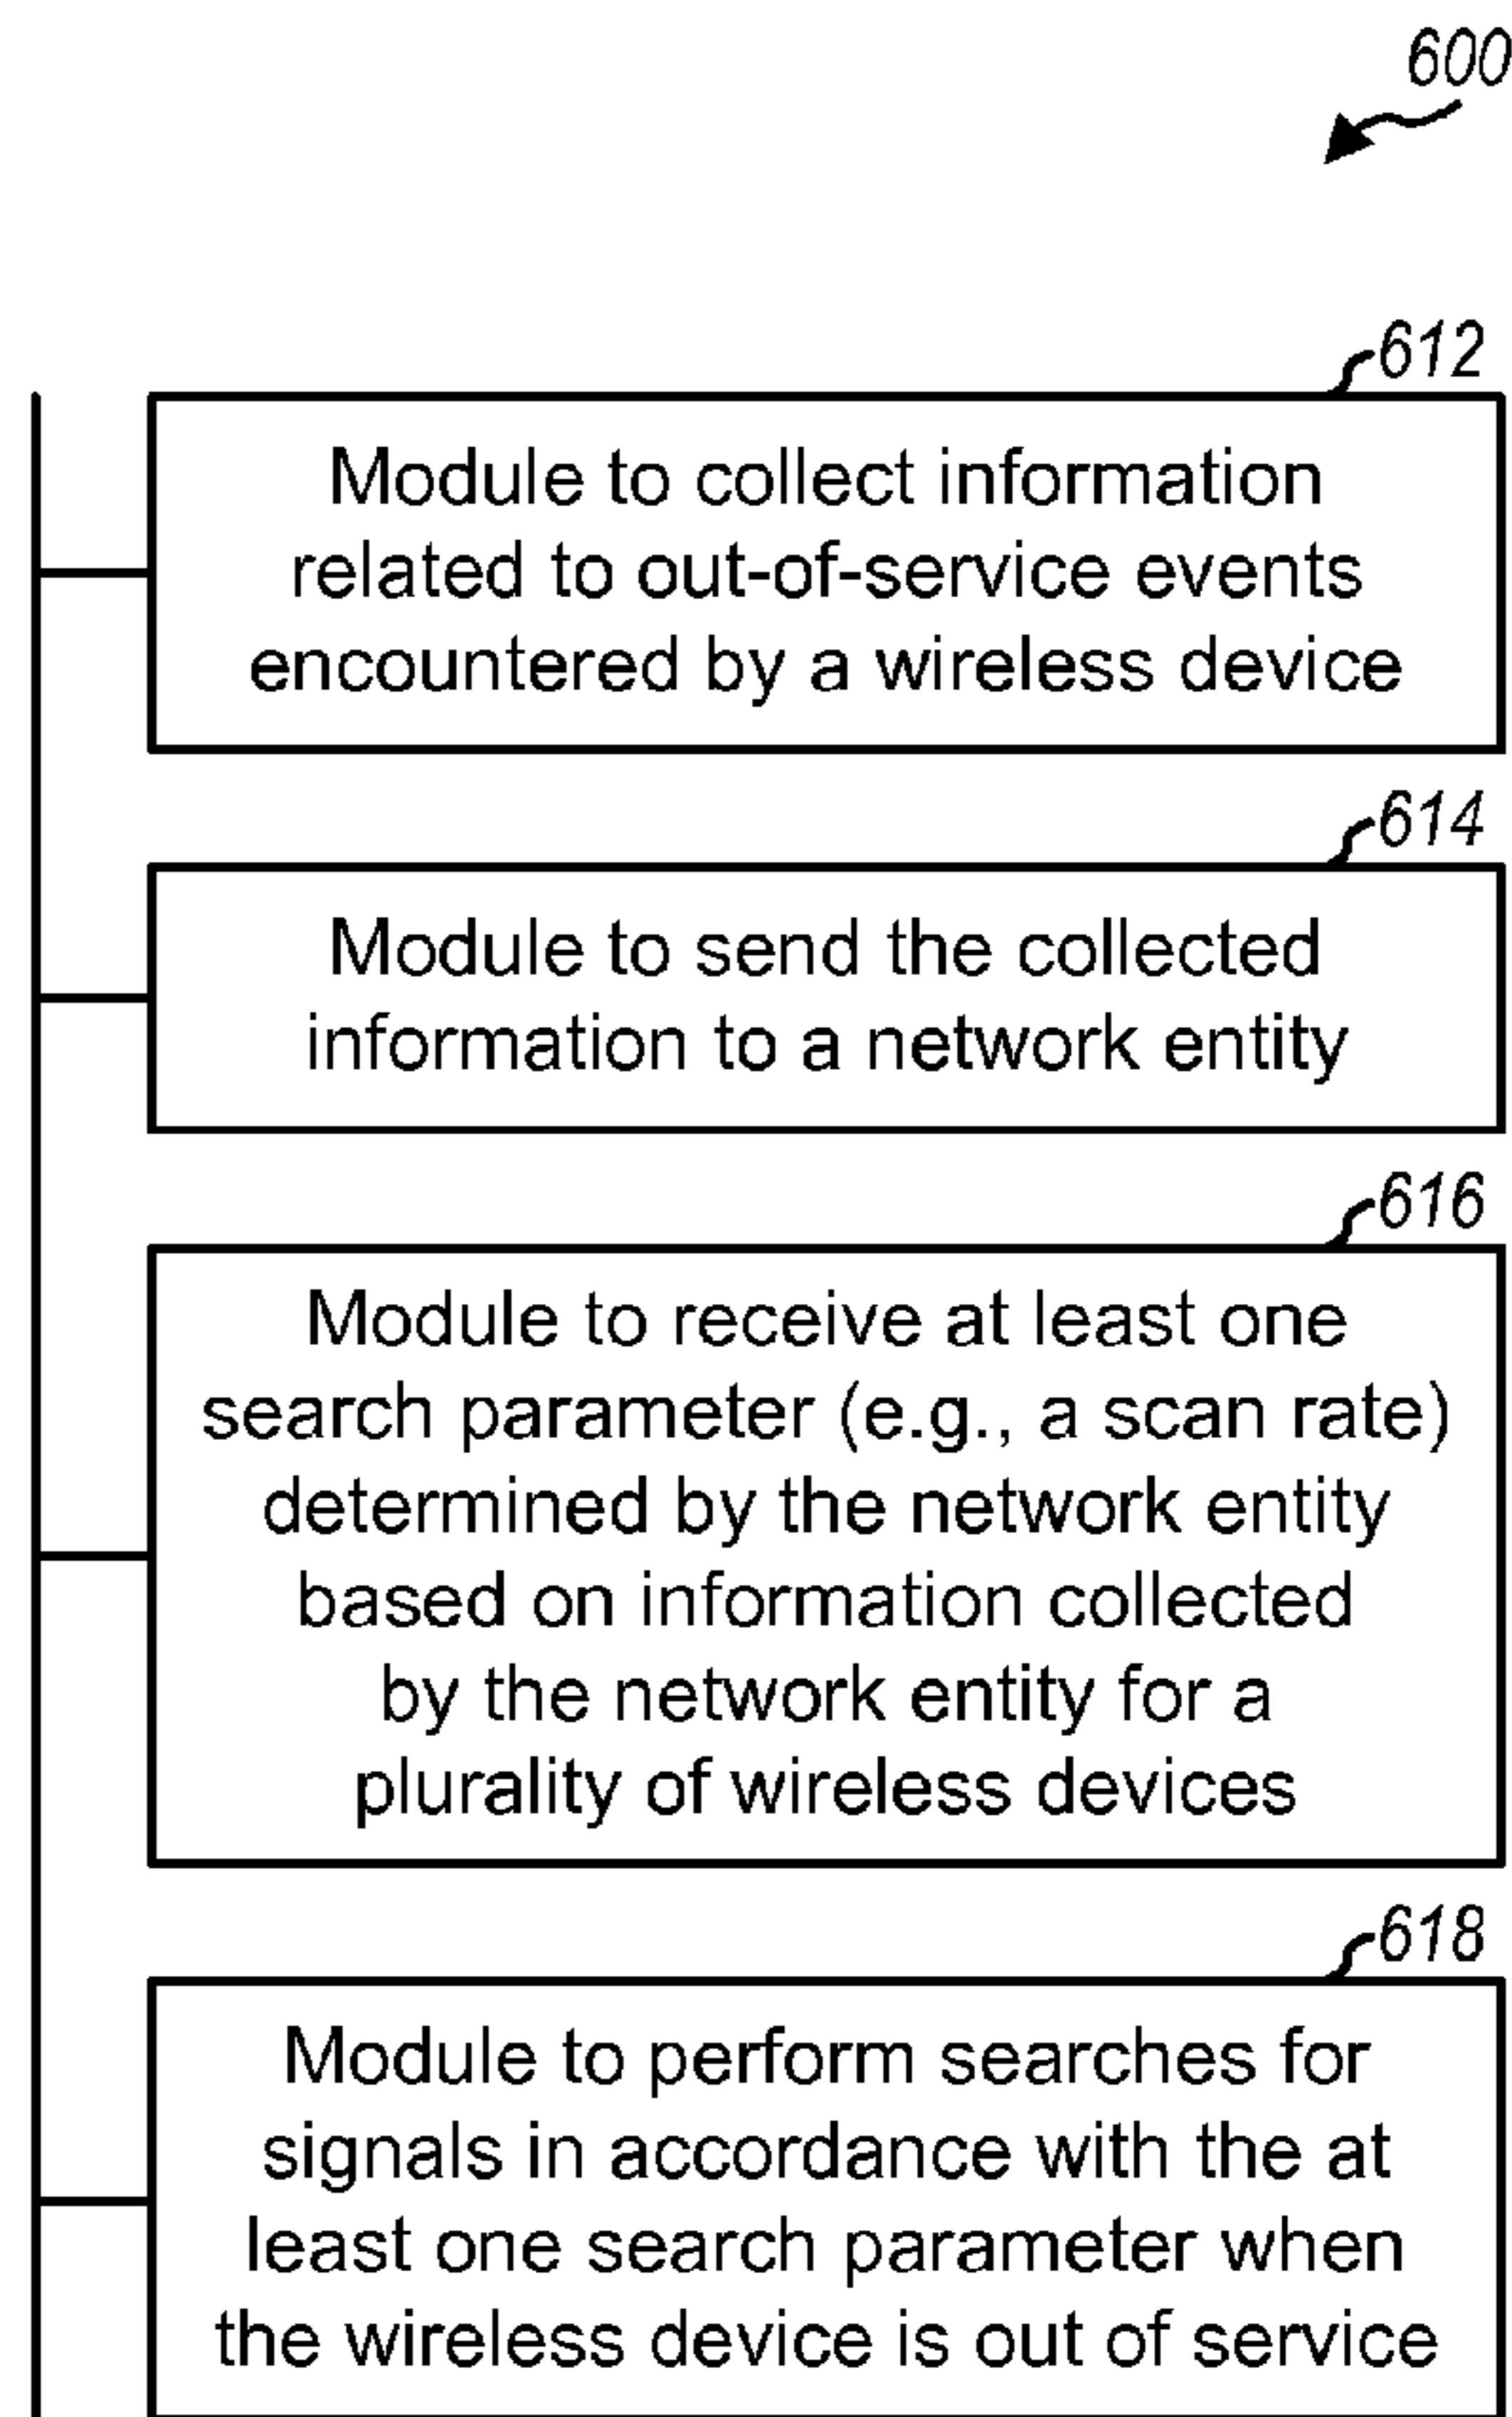 600
612
Module to collect information
related to out-of-service events
encountered by a wireless device
614
Module to send the collected
information to a network entity
616
Module to receive at least one
search parameter (e.g., a scan rate)
determined by the network entity
based on information collected
by the network entity for a
plurality of wireless devices
618
Module to perform searches for
signals in accordance with the at
least one search parameter when
the wireless device is out of service